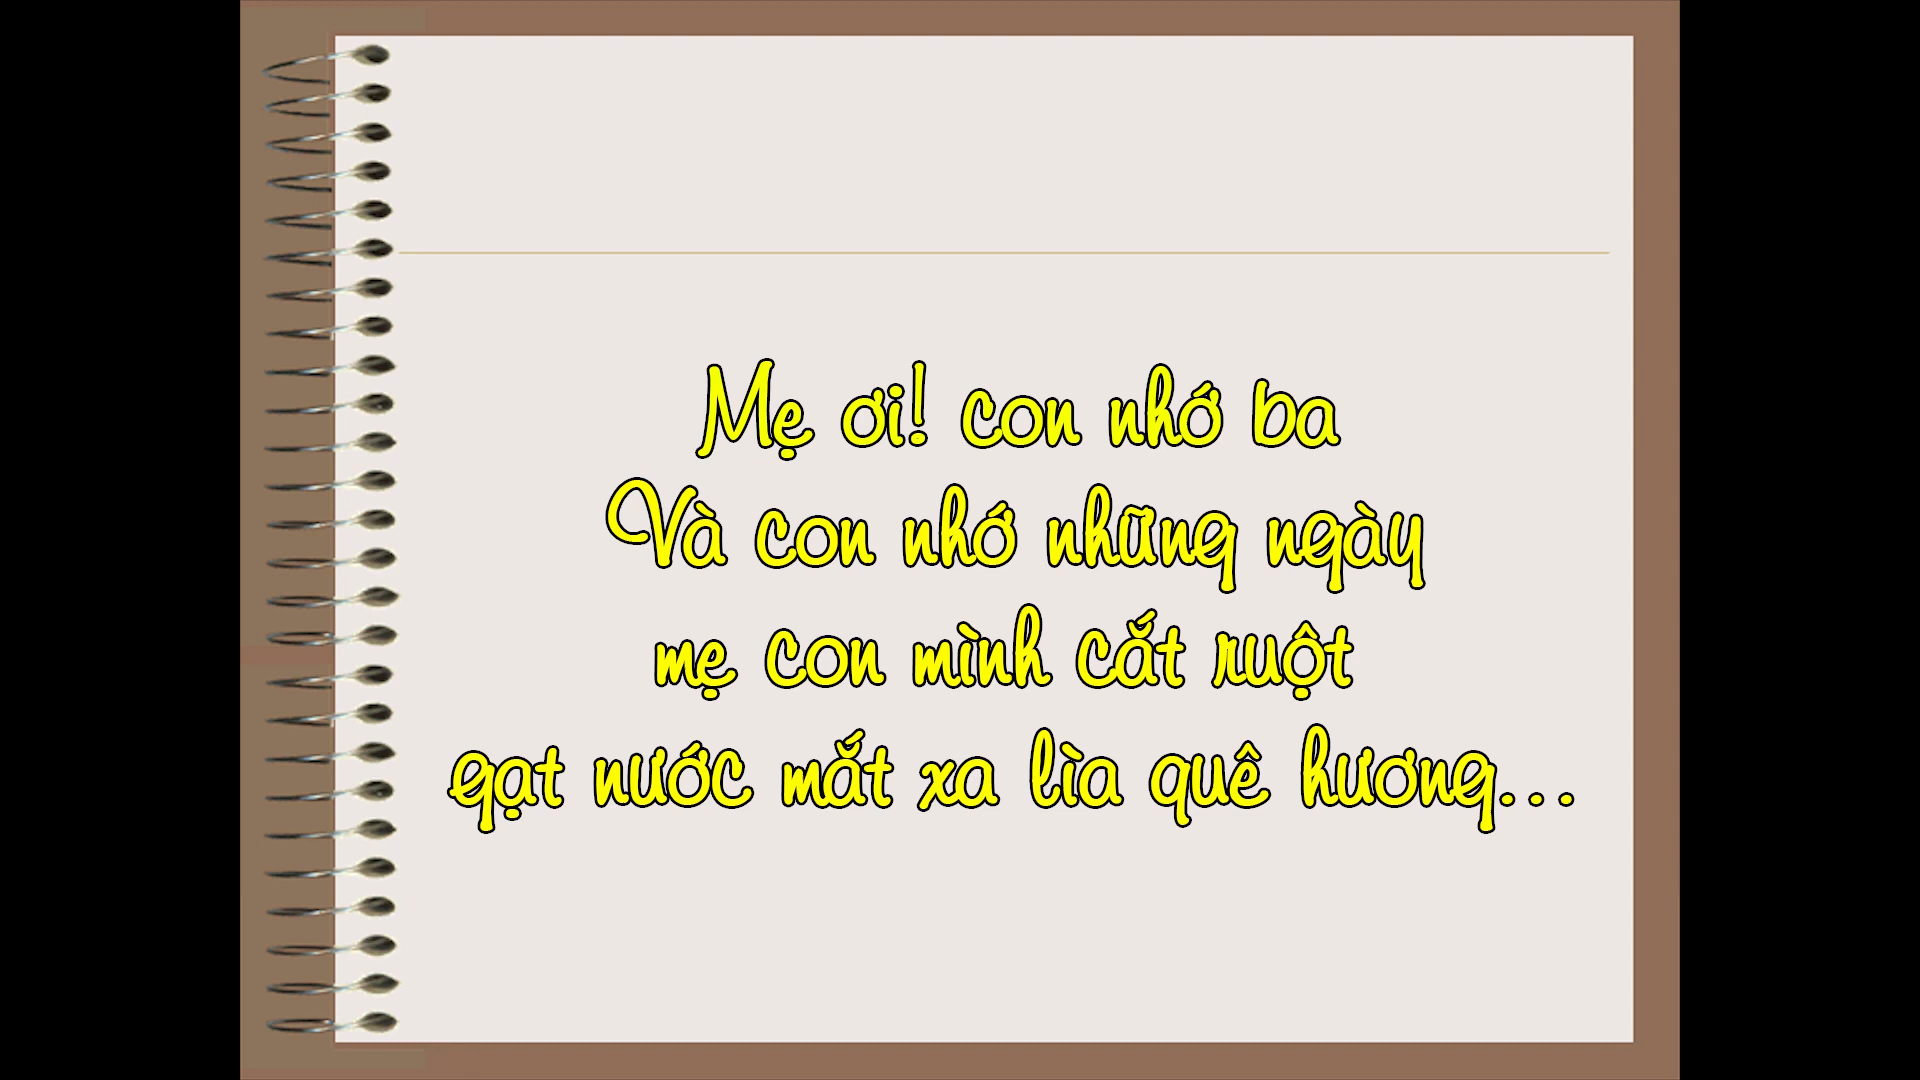 Mẹ ơi! con nhớ ba
Và con nhớ những ngày
mẹ con mình cắt ruột
gạt nước mắt xa lìa quê hương...